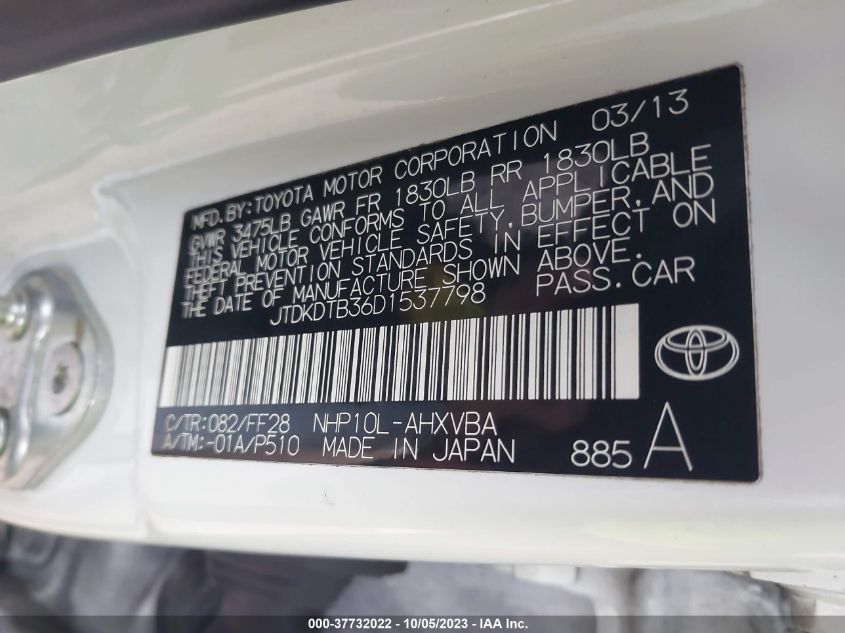 MFD. BY: TOYOTA MOTOR CORPORATION 03/13
GVWR 3475LB GAWR FR 1830LB RR 1830LB
THIS VEHICLE CONFORMS TO ALL APPLICABLE
FEDERAL MOTOR VEHICLE SAFETY, BUMPER, AND
THEFT PREVENTION STANDARDS IN EFFECT ON
THE DATE OF MANUFACTURE SHOWN ABOVE.
JTDKDTB36D1537798 PASS. CAR
C/TR: 082/FF28 NHP10L-AHXVBA
A/TM: -01A/P510 MADE IN JAPAN 885 A
000-37732022 - 10/05/2023 - IAA Inc.